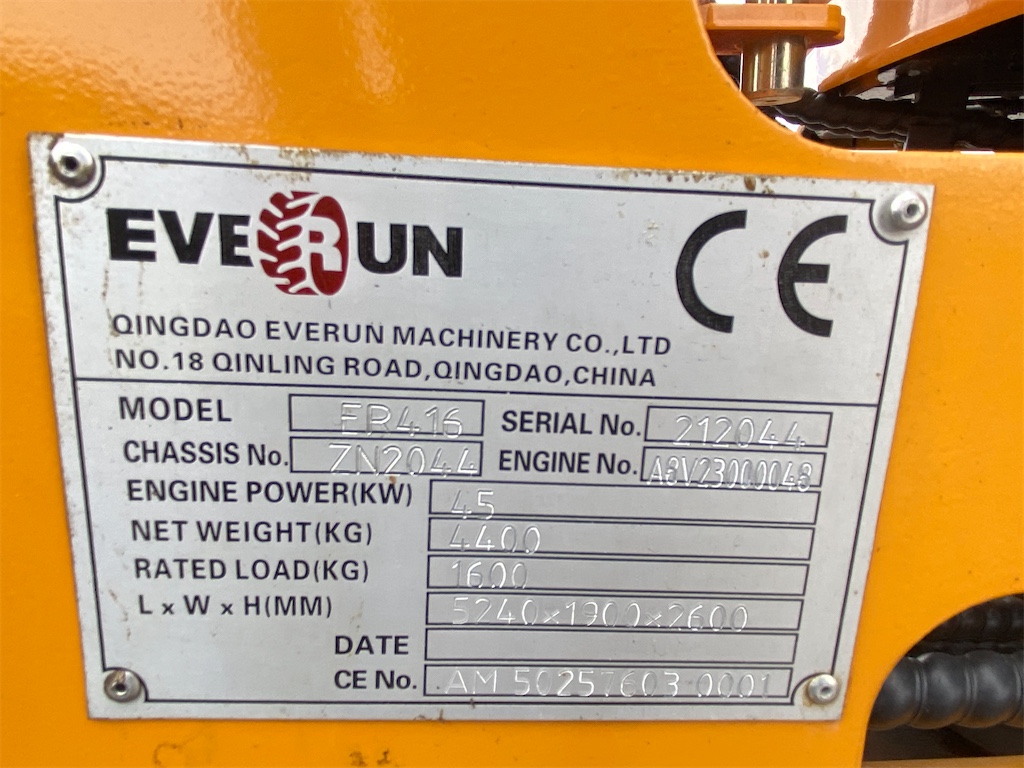 EVERUN CE
QINGDAO EVERUN MACHINERY CO.,LTD
NO.18 QINLING ROAD,QINGDAO,CHINA
MODEL ER416 SERIAL No. 212044
CHASSIS No. ZN2044 ENGINE No. A8V23000048
ENGINE POWER(KW) 45
NET WEIGHT(KG) 4400
RATED LOAD(KG) 1600
L x W x H(MM) 5240x1900x2600
DATE
CE No. AM 50257603 0001